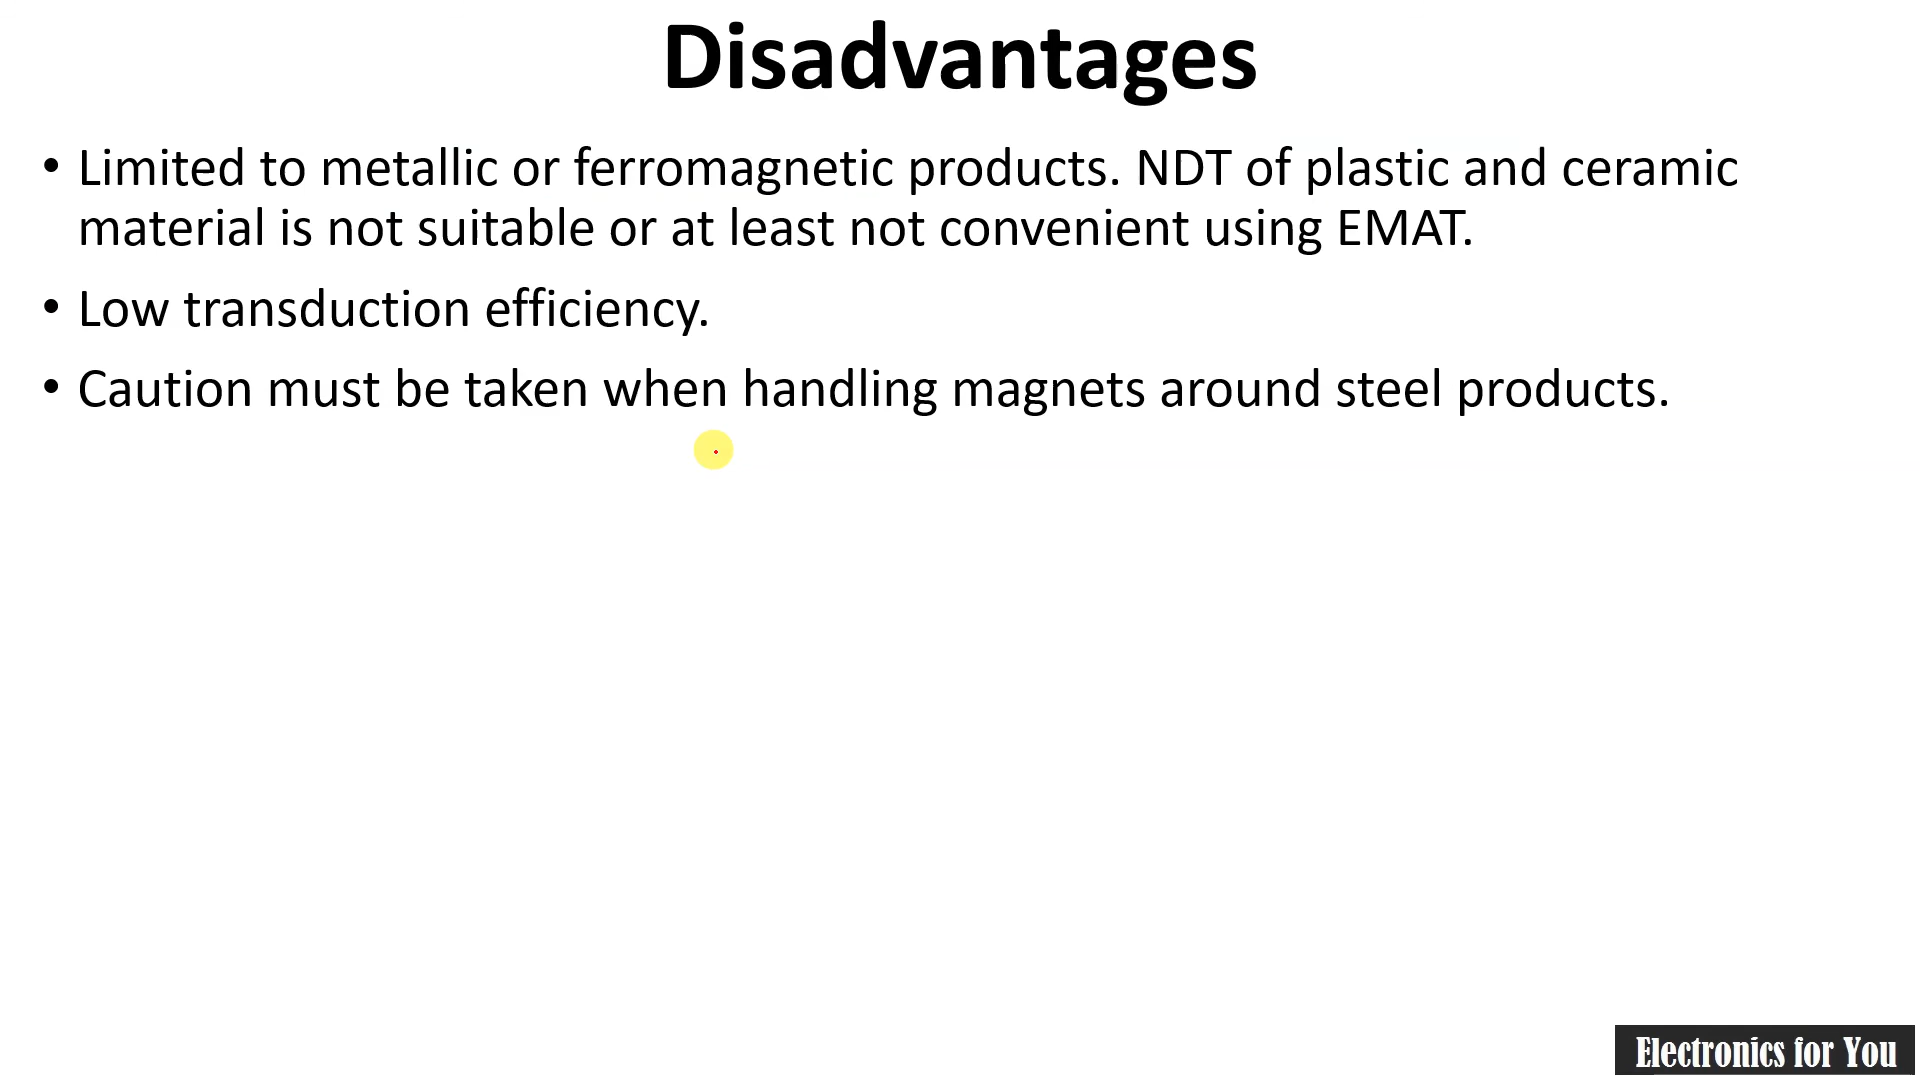 Disadvantages
• Limited to metallic or ferromagnetic products. NDT of plastic and ceramic
material is not suitable or at least not convenient using EMAT.
• Low transduction efficiency.
• Caution must be taken when handling magnets around steel products.
Electronics for You